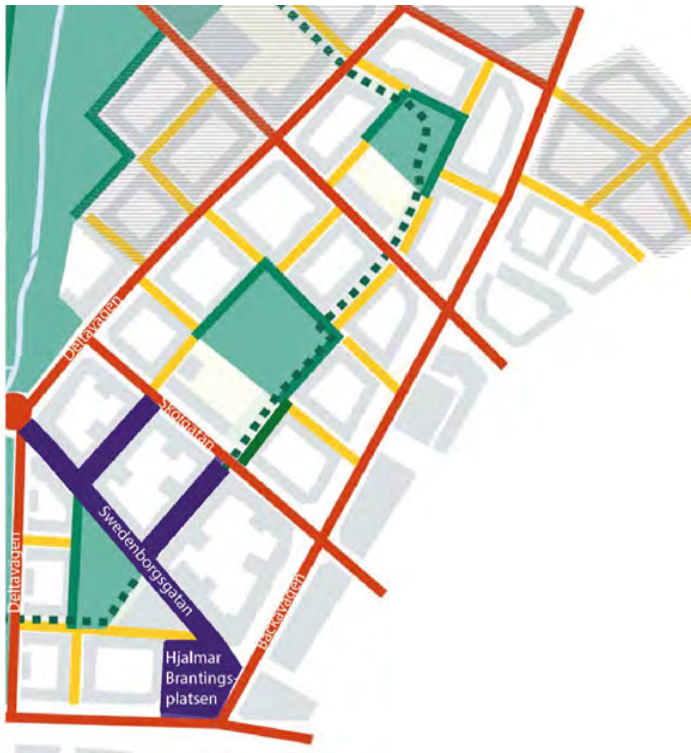 Deltavägen
Skolgatan
Swedenborgsgatan
Deltavägen
Backavägen
Hjalmar
Brantings-
platsen